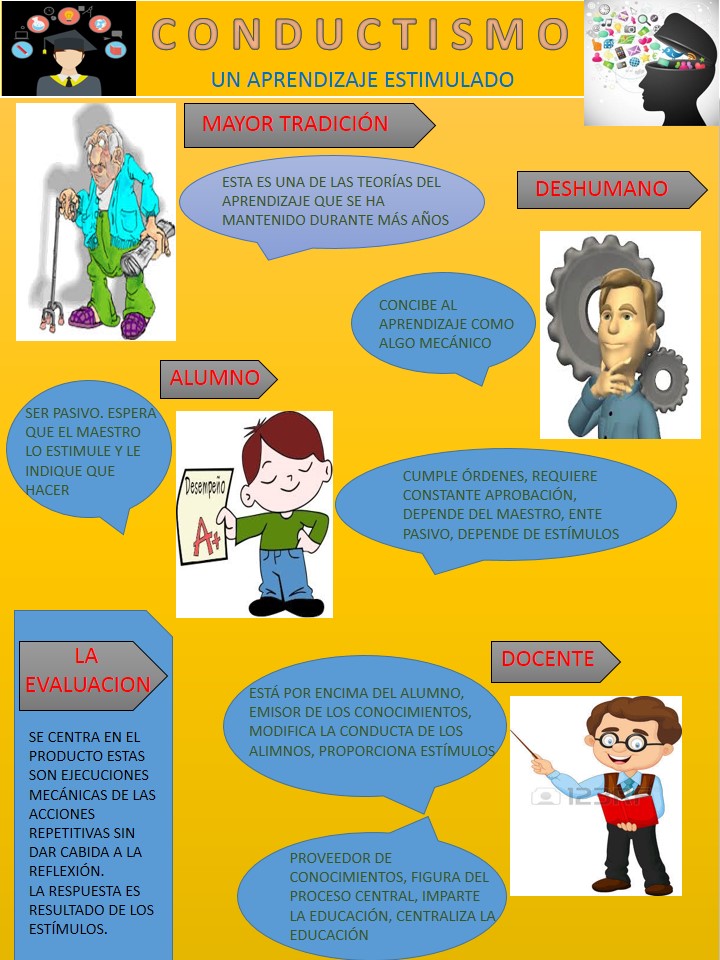 CONDUCTISMO
UN APRENDIZAJE ESTIMULADO
MAYOR TRADICIÓN
ESTA ES UNA DE LAS TEORÍAS DEL
APRENDIZAJE QUE SE HA
MANTENIDO DURANTE MÁS AÑOS
DESHUMANO
CONCIBE AL
APRENDIZAJE COMO
ALGO MECÁNICO
ALUMNO
SER PASIVO. ESPERA
QUE EL MAESTRO
LO ESTIMULE Y LE
INDIQUE QUE
HACER
Desempeño
A+
CUMPLE ÓRDENES, REQUIERE
CONSTANTE APROBACIÓN,
DEPENDE DEL MAESTRO, ENTE
PASIVO, DEPENDE DE ESTÍMULOS
LA
EVALUACION
SE CENTRA EN EL
PRODUCTO ESTAS
SON EJECUCIONES
MECÁNICAS DE LAS
ACCIONES
REPETITIVAS SIN
DAR CABIDA A LA
REFLEXIÓN.
LA RESPUESTA ES
RESULTADO DE LOS
ESTÍMULOS.
DOCENTE
ESTÁ POR ENCIMA DEL ALUMNO,
EMISOR DE LOS CONOCIMIENTOS,
MODIFICA LA CONDUCTA DE LOS
ALIMNOS, PROPORCIONA ESTÍMULOS
PROVEEDOR DE
CONOCIMIENTOS, FIGURA DEL
PROCESO CENTRAL, IMPARTE
LA EDUCACIÓN, CENTRALIZA LA
EDUCACIÓN